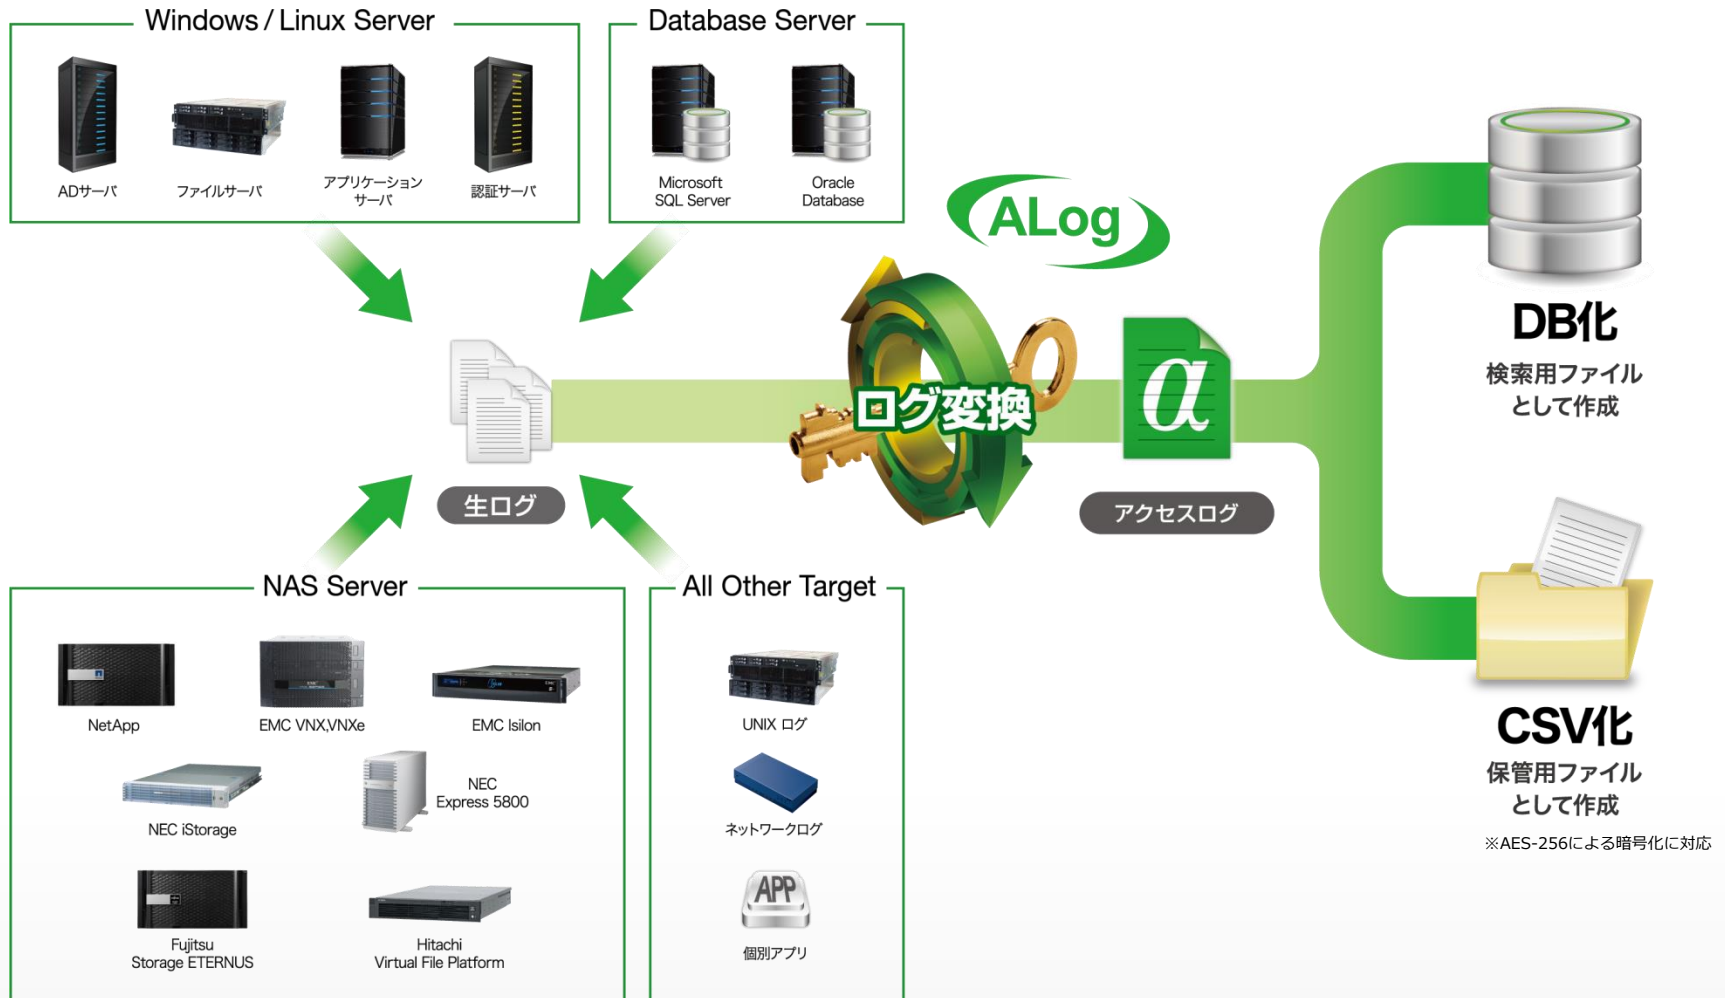 Windows / Linux Server
ADサーバ
ファイルサーバ
アプリケーション
サーバ
認証サーバ
Database Server
Microsoft
SQL Server
Oracle
Database
ALog
生ログ
ログ変換
α
アクセスログ
DB化
検索用ファイル
として作成
CSV化
保管用ファイル
として作成
※AES-256による暗号化に対応
NAS Server
NetApp
EMC VNX,VNXe
EMC Isilon
NEC iStorage
NEC
Express 5800
Fujitsu
Storage ETERNUS
Hitachi
Virtual File Platform
All Other Target
UNIX ログ
ネットワークログ
APP
個別アプリ